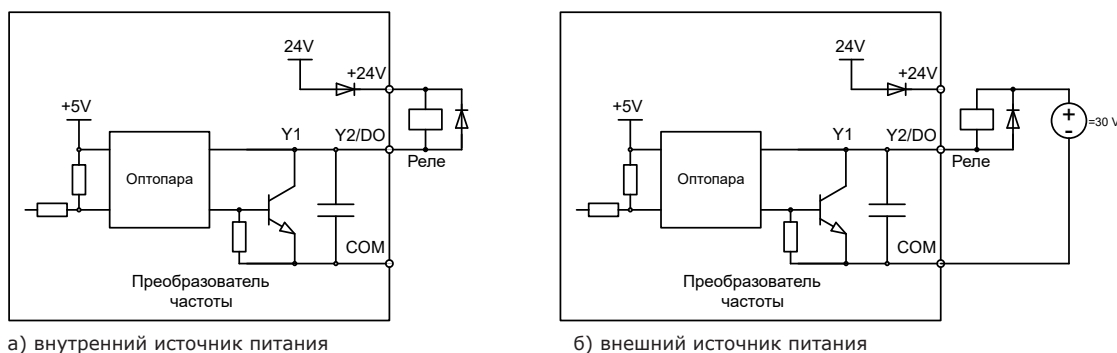 24V
+24V
+5V
Y1
Y2/DO
Реле
Оптопара
COM
Преобразователь
частоты
а) внутренний источник питания
24V
+24V
+5V
+
-
=30 V
Y1
Y2/DO
Реле
Оптопара
COM
Преобразователь
частоты
б) внешний источник питания